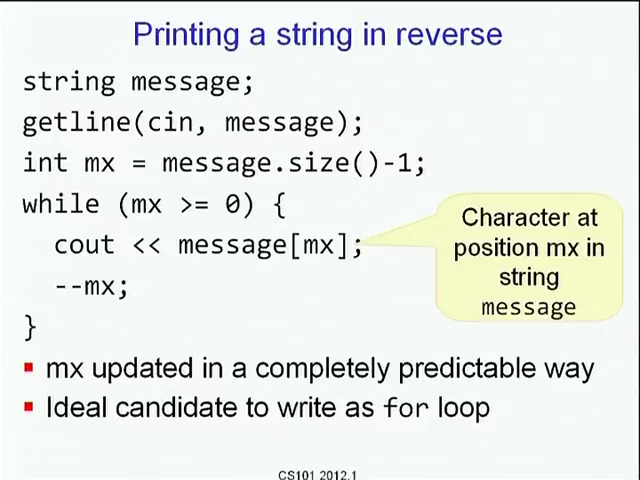 Printing a string in reverse
string message;
getline(cin, message);
int mx = message.size()-1;
while (mx >= 0) {
cout << message[mx];
--mx;
}
Character at
position mx in
string
message
mx updated in a completely predictable way
Ideal candidate to write as for loop
CS101 2012.1